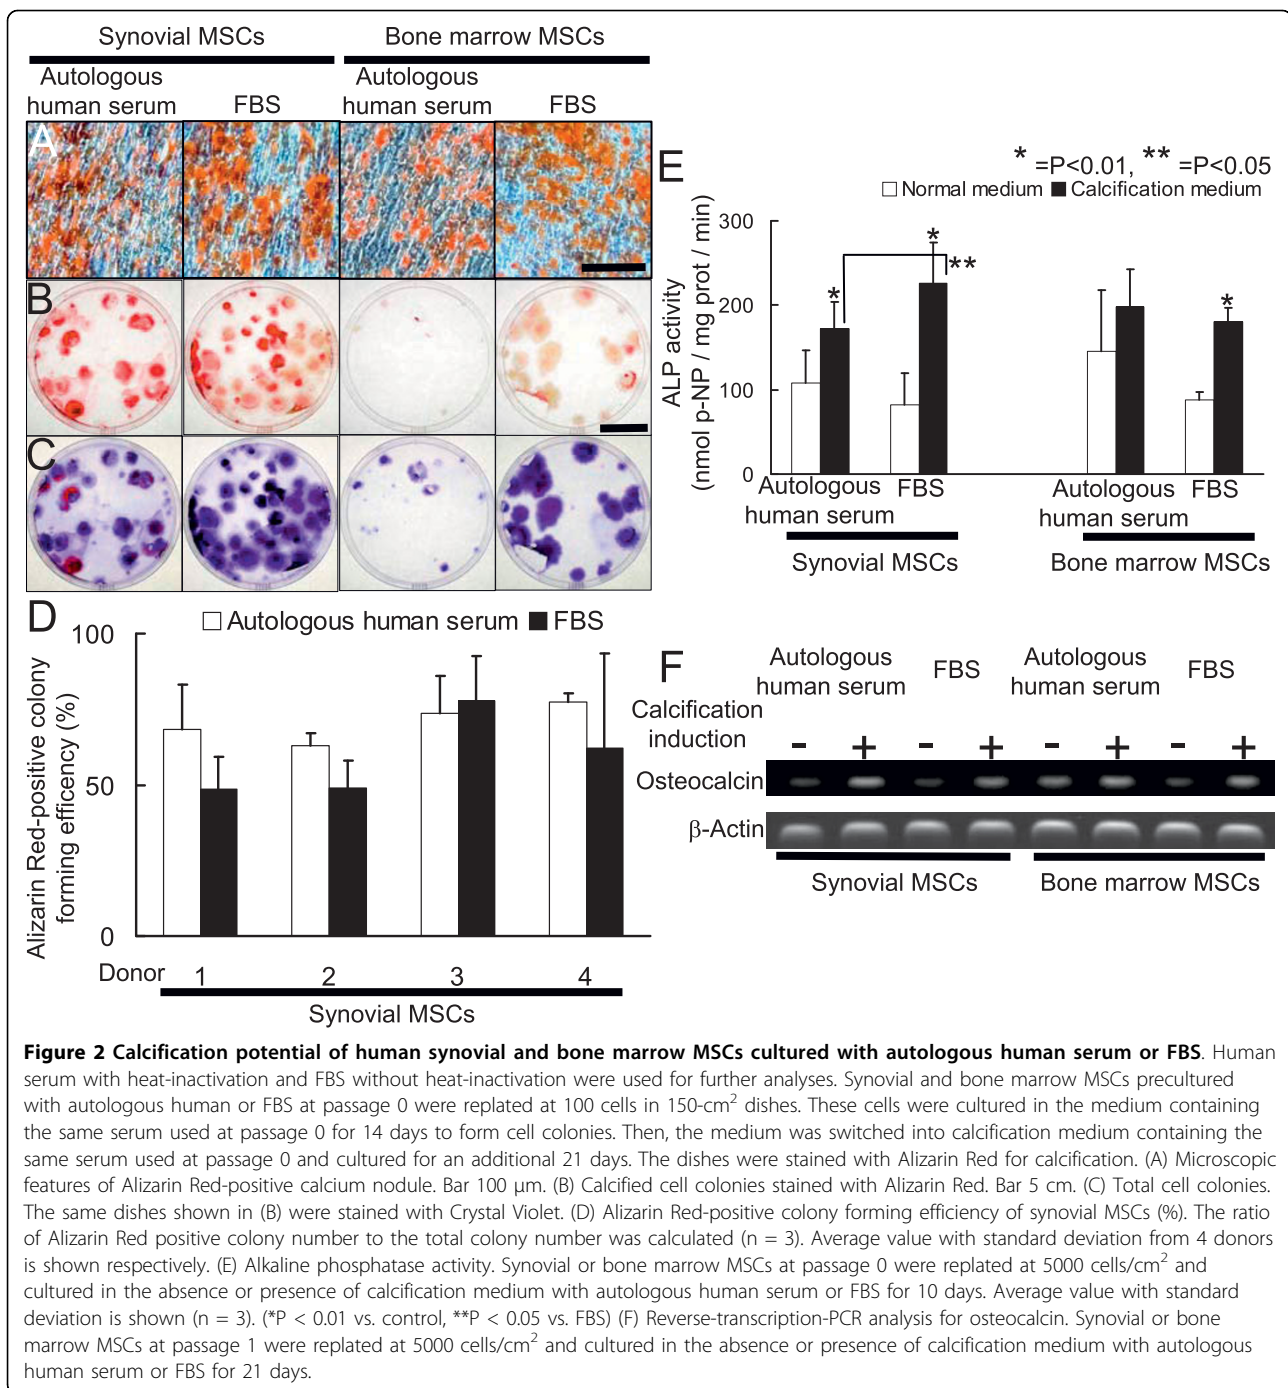 Synovial MSCs
Bone marrow MSCs
Autologous
human serum
FBS
Autologous
human serum
FBS
A
B
C
E
*=P<0.01, ** =P<0.05
Normal medium Calcification medium
ALP activity
(nmol p-NP / mg prot / min)
300
200
100
0
*
*
**
*
Autologous
human serum
FBS
Autologous
human serum
FBS
Synovial MSCs
Bone marrow MSCs
D
Autologous human serum FBS
Alizarin Red-positive colony
forming efficency (%)
100
50
0
Donor 1 2 3 4
Synovial MSCs
F
Autologous
human serum
FBS
Autologous
human serum
FBS
Calcification
induction
- + - + - + - +
Osteocalcin
β-Actin
Synovial MSCs
Bone marrow MSCs
Figure 2 Calcification potential of human synovial and bone marrow MSCs cultured with autologous human serum or FBS. Human
serum with heat-inactivation and FBS without heat-inactivation were used for further analyses. Synovial and bone marrow MSCs precultured
with autologous human or FBS at passage 0 were replated at 100 cells in 150-cm² dishes. These cells were cultured in the medium containing
the same serum used at passage 0 for 14 days to form cell colonies. Then, the medium was switched into calcification medium containing the
same serum used at passage 0 and cultured for an additional 21 days. The dishes were stained with Alizarin Red for calcification. (A) Microscopic
features of Alizarin Red-positive calcium nodule. Bar 100 μm. (B) Calcified cell colonies stained with Alizarin Red. Bar 5 cm. (C) Total cell colonies.
The same dishes shown in (B) were stained with Crystal Violet. (D) Alizarin Red-positive colony forming efficiency of synovial MSCs (%). The ratio
of Alizarin Red positive colony number to the total colony number was calculated (n = 3). Average value with standard deviation from 4 donors
is shown respectively. (E) Alkaline phosphatase activity. Synovial or bone marrow MSCs at passage 0 were replated at 5000 cells/cm² and
cultured in the absence or presence of calcification medium with autologous human serum or FBS for 10 days. Average value with standard
deviation is shown (n = 3). (*P < 0.01 vs. control, **P < 0.05 vs. FBS) (F) Reverse-transcription-PCR analysis for osteocalcin. Synovial or bone
marrow MSCs at passage 1 were replated at 5000 cells/cm² and cultured in the absence or presence of calcification medium with autologous
human serum or FBS for 21 days.